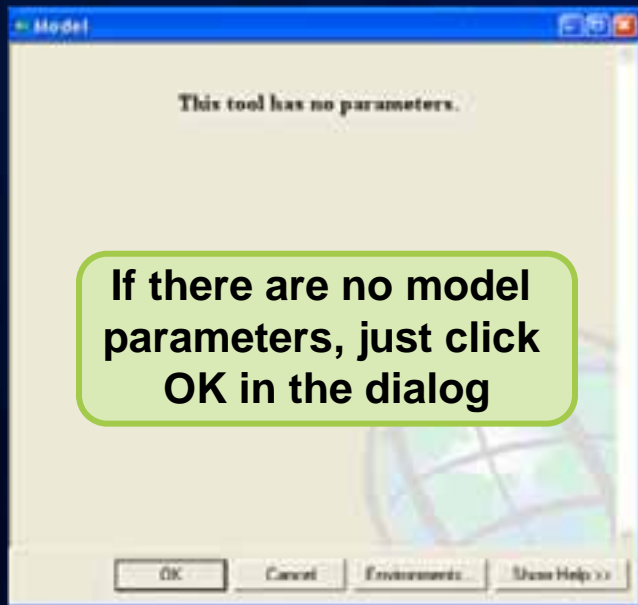 Model
This tool has no parameters.
If there are no model
parameters, just click
OK in the dialog
OK Cancel Environments... Show Help >>